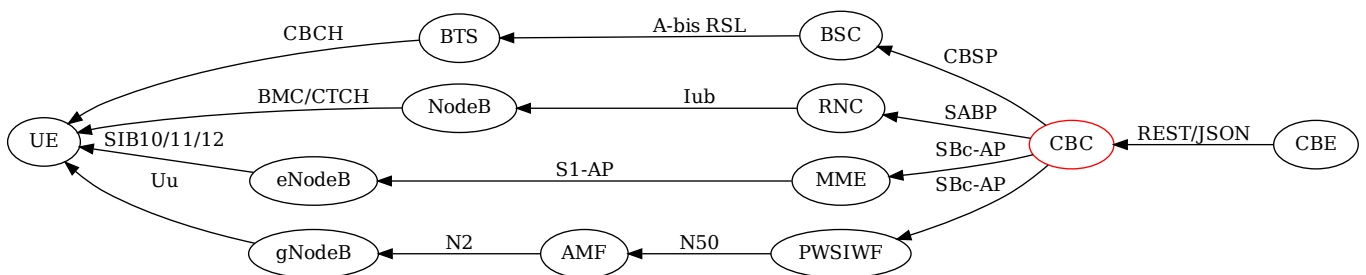 CBCH
BTS
A-bis RSL
BSC
CBSP
BMC/CTCH
NodeB
Iub
RNC
SABP
UE
SIB10/11/12
CBC
REST/JSON
CBE
SBc-AP
Uu
eNodeB
S1-AP
MME
SBc-AP
gNodeB
N2
AMF
N50
PWSIWF